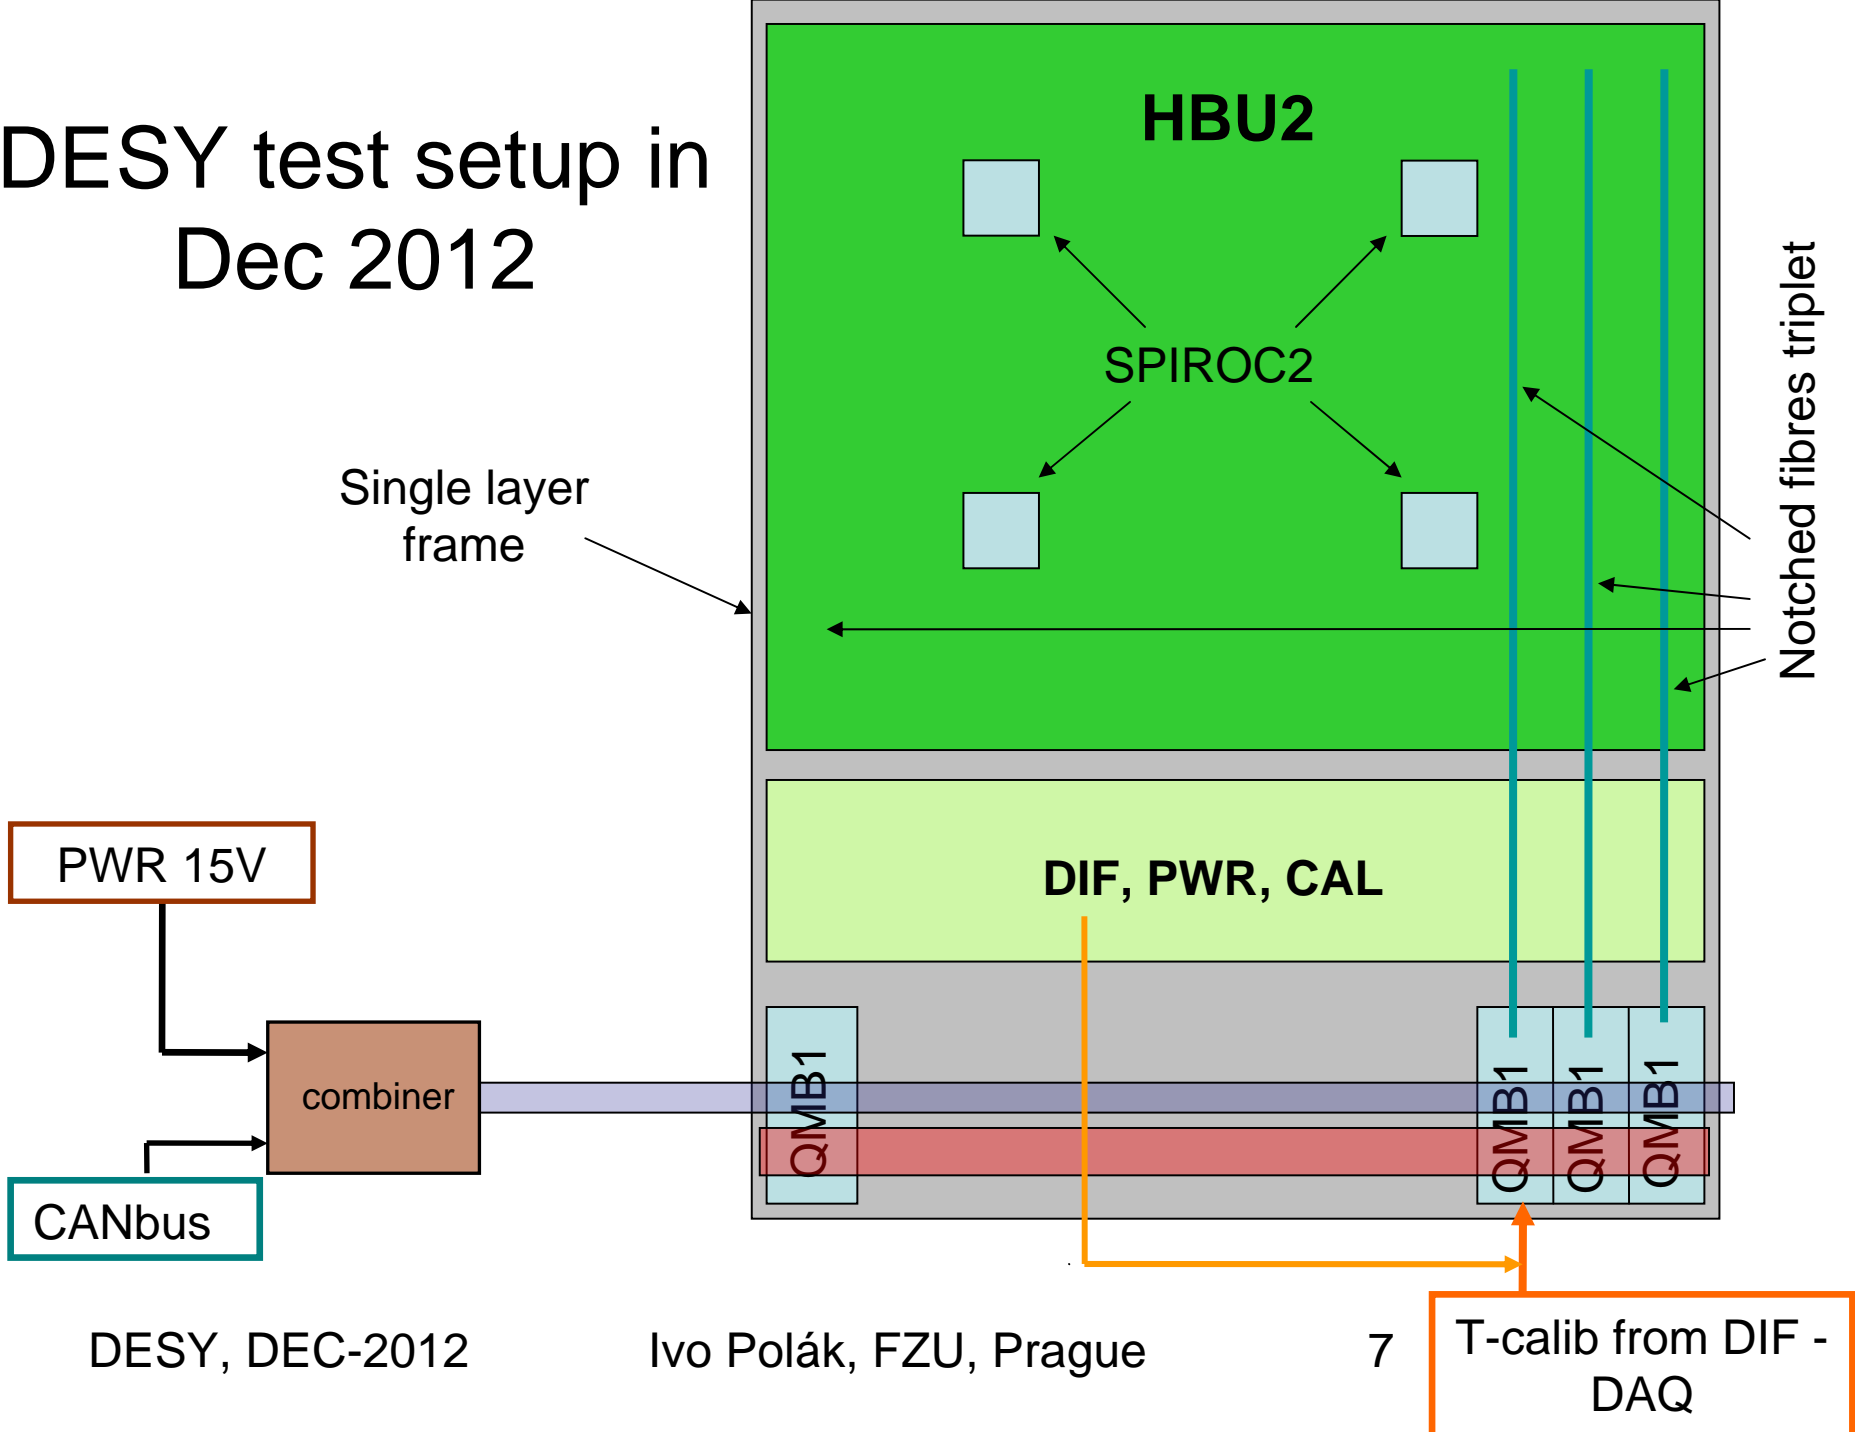 DESY test setup in
Dec 2012
HBU2
SPIROC2
Notched fibres triplet
Single layer
frame
PWR 15V
DIF, PWR, CAL
combiner
QMB1
QMB1
QMB1
QMB1
CANbus
T-calib from DIF -
DAQ
DESY, DEC-2012
Ivo Polák, FZU, Prague
7